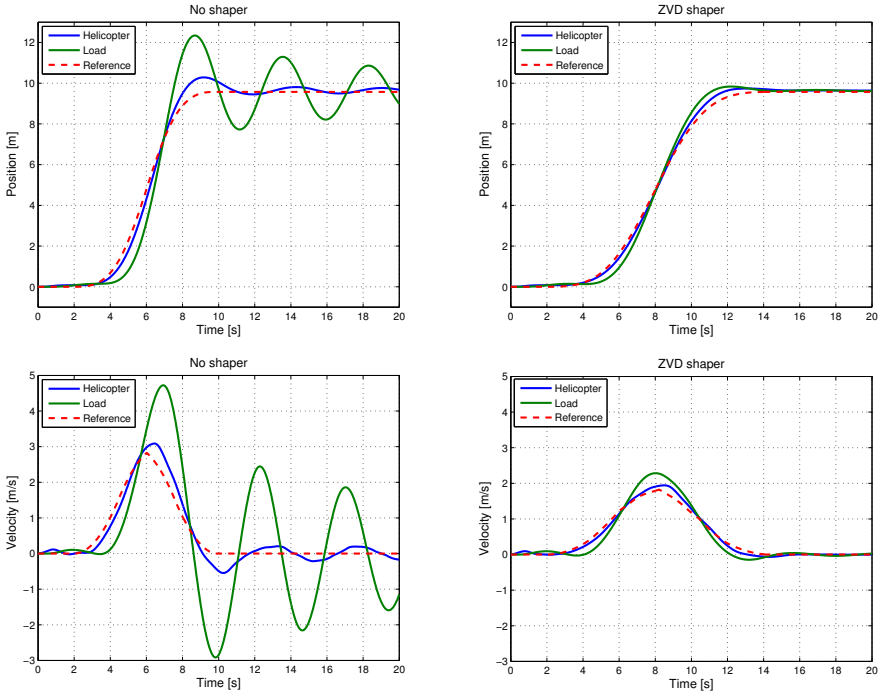 No shaper
Position [m]
12
10
8
6
4
2
0
Helicopter
Load
Reference
0 2 4 6 8 10 12 14 16 18 20
Time [s]
ZVD shaper
Position [m]
12
10
8
6
4
2
0
Helicopter
Load
Reference
0 2 4 6 8 10 12 14 16 18 20
Time [s]
No shaper
Velocity [m/s]
5
4
3
2
1
0
−1
−2
−3
Helicopter
Load
Reference
0 2 4 6 8 10 12 14 16 18 20
Time [s]
ZVD shaper
Velocity [m/s]
5
4
3
2
1
0
−1
−2
−3
Helicopter
Load
Reference
0 2 4 6 8 10 12 14 16 18 20
Time [s]